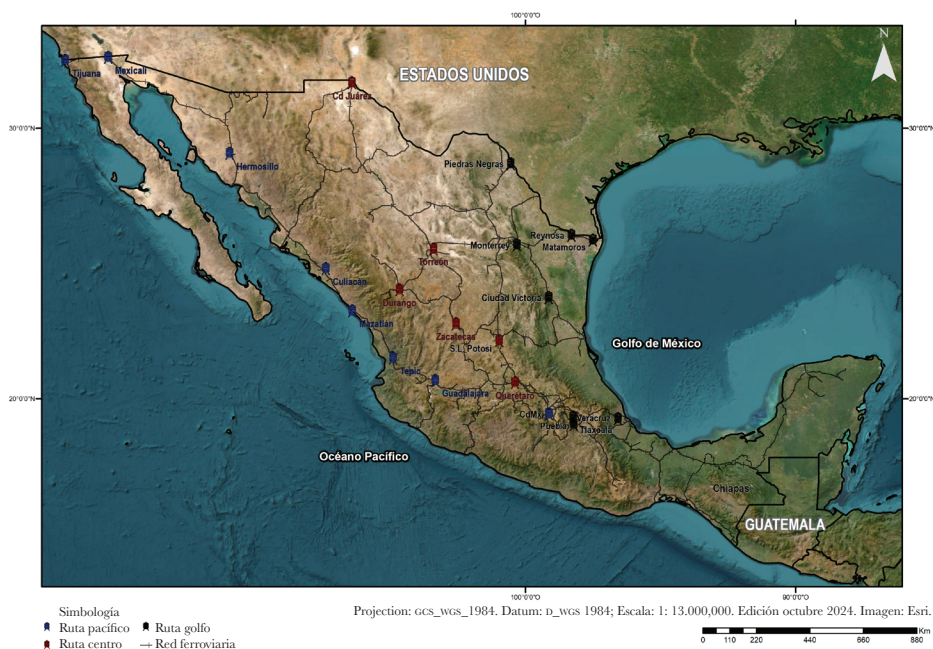 100°0'0"O
N
ESTADOS UNIDOS
Tijuana
Mexicali
Cd Juárez
30°0'0"N
30°0'0"N
Piedras Negras
Hermosillo
Reynosa
Monterrey
Matamoros
Torreón
Culiacán
Durango
Ciudad Victoria
Mazatlán
Zacatecas
S.L. Potosí
Golfo de México
Tepic
Guadalajara
Querétaro
20°0'0"N
20°0'0"N
CdMx
Veracruz
Puebla
Tlaxcala
Océano Pacífico
Chiapas
GUATEMALA
100°0'0"O
90°0'0"O
Simbología
Ruta pacífico
Ruta golfo
Ruta centro
Red ferroviaria
Projection: GCS_WGS_1984. Datum: D_WGS 1984; Escala: 1: 13.000,000. Edición octubre 2024. Imagen: Esri.
Km
0 110 220 440 660 880